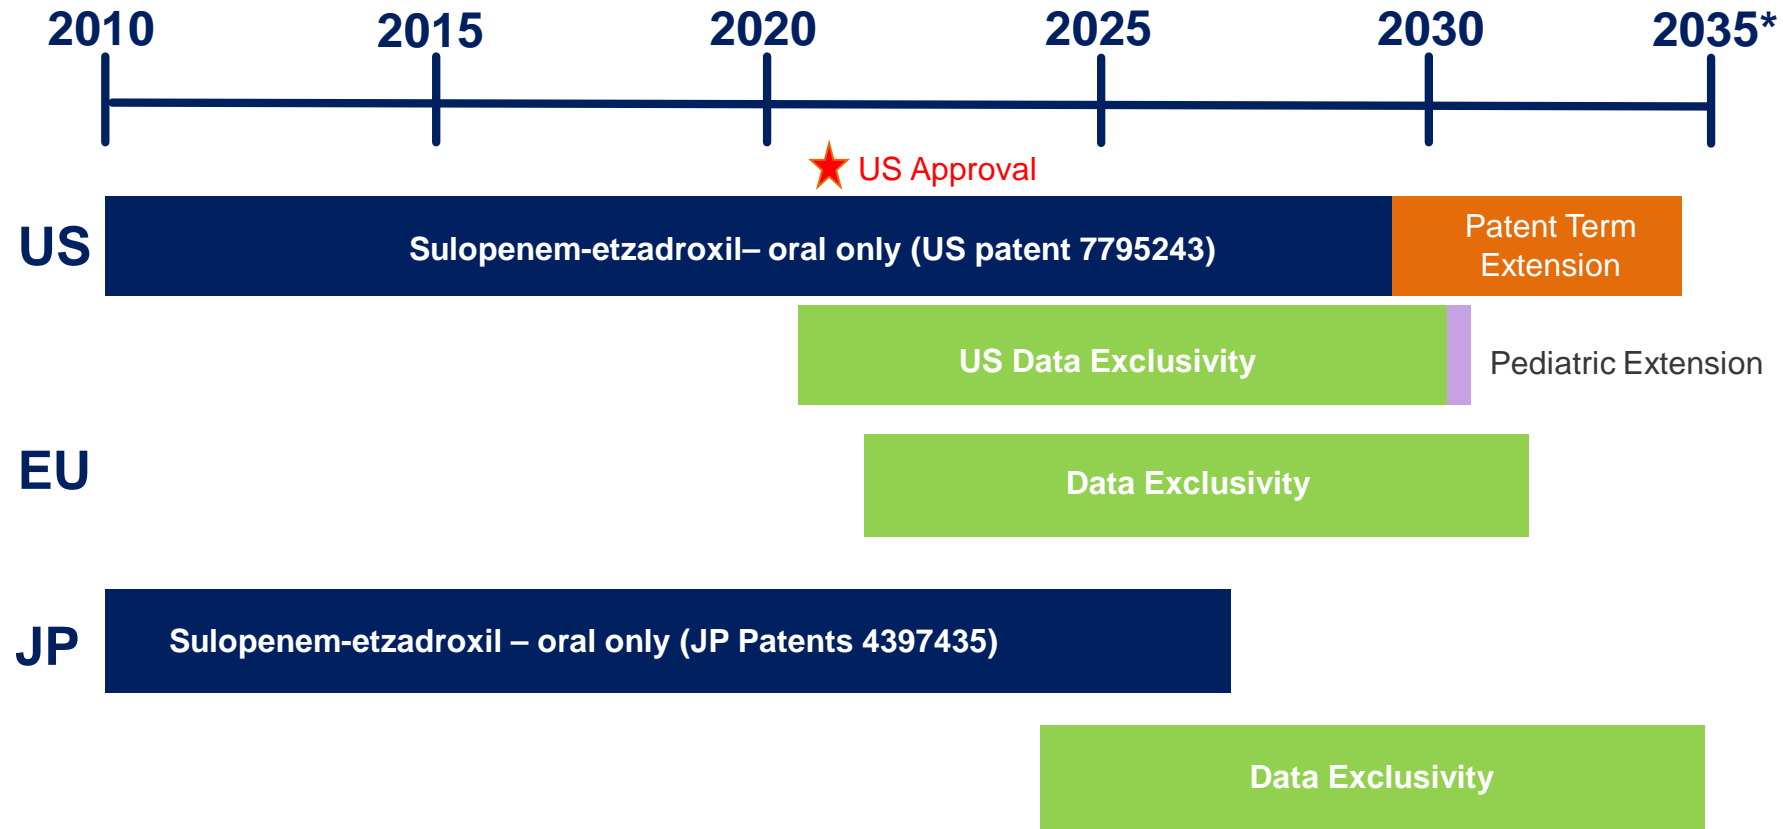 2010 2015 2020 2025 2030 2035*
US Approval
US
Sulopenem-etzadroxil– oral only (US patent 7795243)
Patent Term
Extension
US Data Exclusivity
Pediatric Extension
EU
Data Exclusivity
JP
Sulopenem-etzadroxil – oral only (JP Patents 4397435)
Data Exclusivity